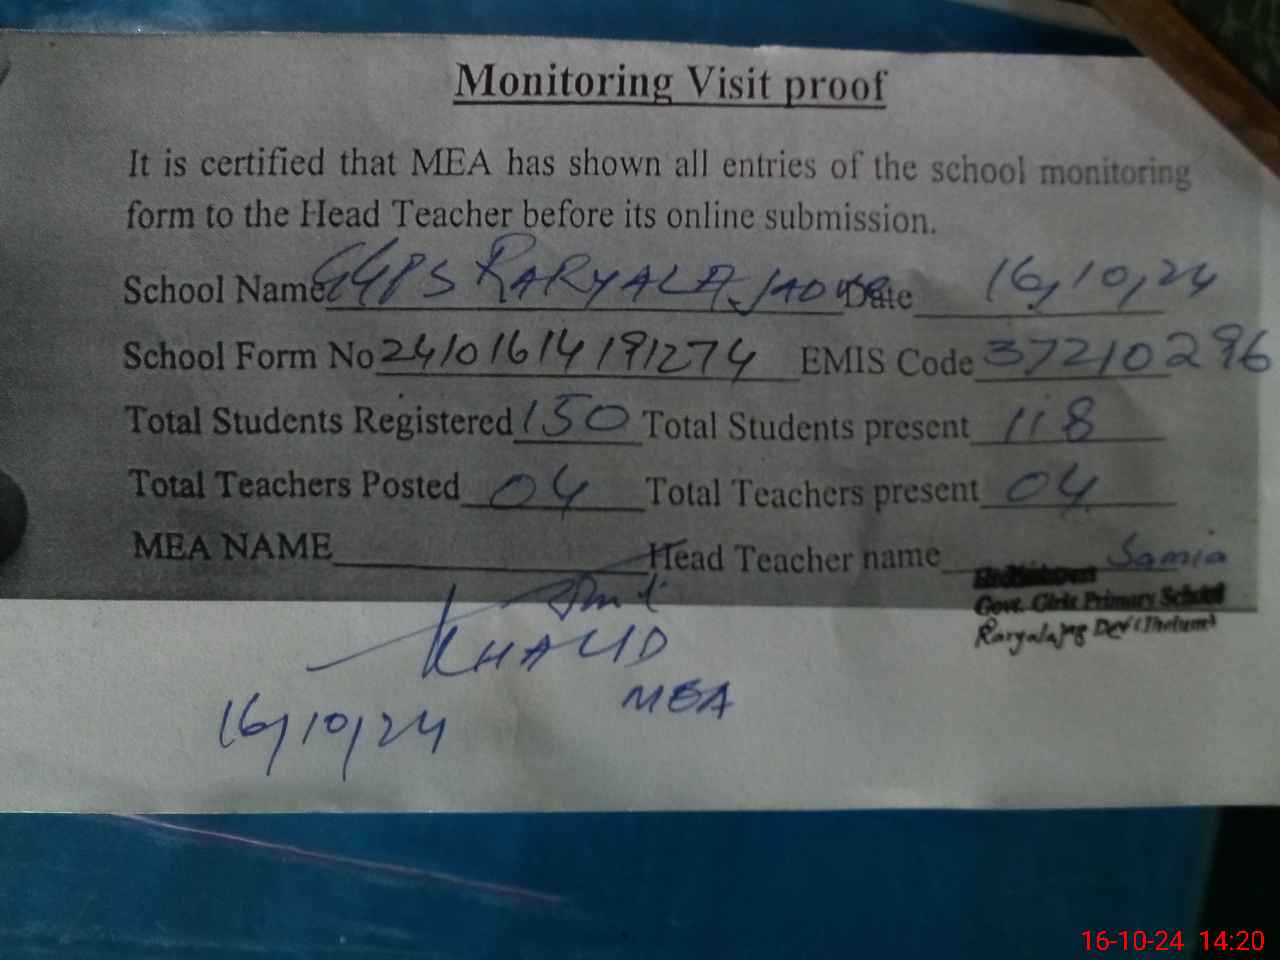 Monitoring Visit proof
It is certified that MEA has shown all entries of the school monitoring
form to the Head Teacher before its online submission.
School Name GGPS RARYALA Date 16/10/24
School Form No 24101614191274 EMIS Code 37210296
Total Students Registered 150 Total Students present 118
Total Teachers Posted 04 Total Teachers present 04
MEA NAME Head Teacher name Samia
Govt. Girls Primary School
KHALID
MEA
16/10/24
16-10-24 14:20